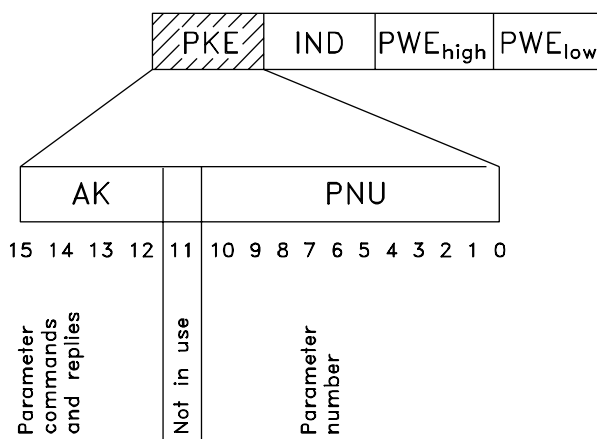 PKE IND PWEhigh PWElow
AK PNU
15 14 13 12 11 10 9 8 7 6 5 4 3 2 1 0
Parameter
commands
and replies
Not in use
Parameter
number